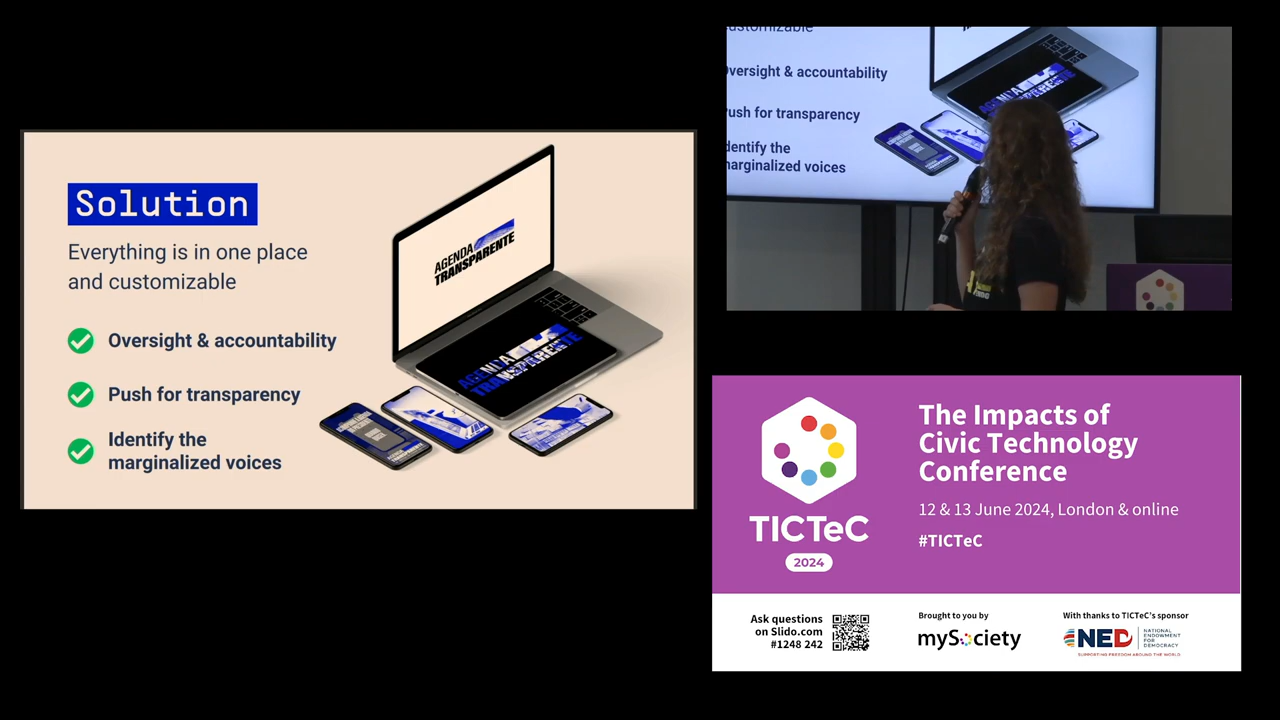 Solution
Everything is in one place
and customizable
Oversight & accountability
Push for transparency
Identify the
marginalized voices
AGENDA
TRANSPARENTE
AGENDA
TRANSPARENTE
customizable
Oversight & accountability
Push for transparency
Identify the
marginalized voices
TICTeC
2024
The Impacts of
Civic Technology
Conference
12 & 13 June 2024, London & online
#TICTeC
Ask questions
on Slido.com
#1248 242
Brought to you by
mySociety
With thanks to TICTeC's sponsor
NED
NATIONAL
ENDOWMENT
FOR
DEMOCRACY
SUPPORTING FREEDOM AROUND THE WORLD